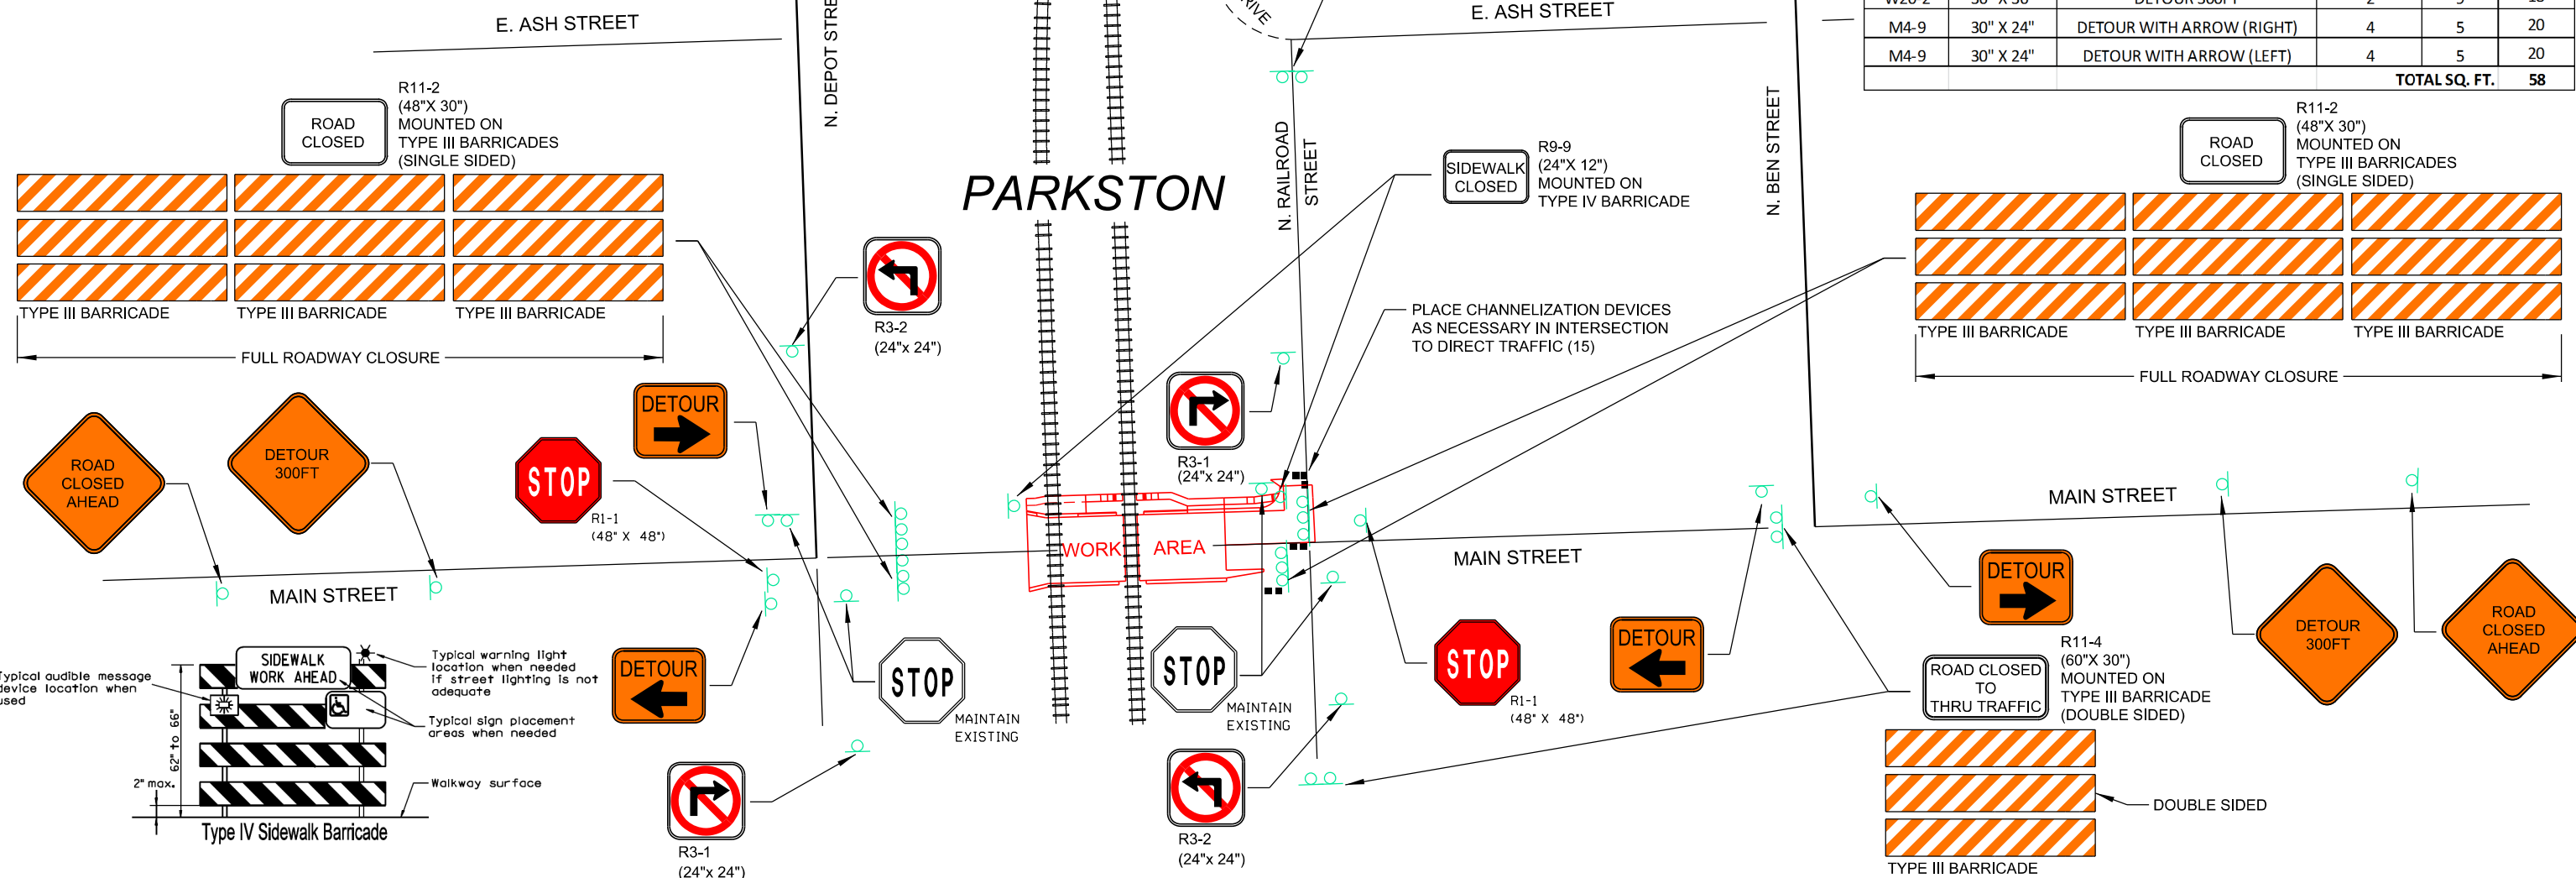 E. ASH STREET
N. DEPOT STRE
RIVE
E. ASH STREET
W20-2 36" X 36" DETOUR 300FT 2 9 18
M4-9 30" X 24" DETOUR WITH ARROW (RIGHT) 4 5 20
M4-9 30" X 24" DETOUR WITH ARROW (LEFT) 4 5 20
TOTAL SQ. FT. 58
ROAD
CLOSED
R11-2
(48"X 30")
MOUNTED ON
TYPE III BARRICADES
(SINGLE SIDED)
TYPE III BARRICADE
TYPE III BARRICADE
TYPE III BARRICADE
FULL ROADWAY CLOSURE
PARKSTON
N. RAILROAD
STREET
N. BEN STREET
SIDEWALK
CLOSED
R9-9
(24"X 12")
MOUNTED ON
TYPE IV BARRICADE
ROAD
CLOSED
R11-2
(48"X 30")
MOUNTED ON
TYPE III BARRICADES
(SINGLE SIDED)
TYPE III BARRICADE
TYPE III BARRICADE
TYPE III BARRICADE
FULL ROADWAY CLOSURE
R3-2
(24"x 24")
PLACE CHANNELIZATION DEVICES
AS NECESSARY IN INTERSECTION
TO DIRECT TRAFFIC (15)
R3-1
(24"x 24")
ROAD
CLOSED
AHEAD
DETOUR
300FT
STOP
R1-1
(48" X 48")
DETOUR
WORK AREA
MAIN STREET
MAIN STREET
MAIN STREET
DETOUR
STOP
MAINTAIN
EXISTING
STOP
MAINTAIN
EXISTING
STOP
R1-1
(48" X 48")
DETOUR
DETOUR
DETOUR
300FT
ROAD
CLOSED
AHEAD
ROAD CLOSED
TO
THRU TRAFFIC
R11-4
(60"X 30")
MOUNTED ON
TYPE III BARRICADE
(DOUBLE SIDED)
DOUBLE SIDED
TYPE III BARRICADE
Typical audible message
device location when
used
SIDEWALK
WORK AHEAD
Typical warning light
location when needed
if street lighting is not
adequate
Typical sign placement
areas when needed
62" to 66"
2" max.
Walkway surface
Type IV Sidewalk Barricade
R3-1
(24"x 24")
R3-2
(24"x 24")